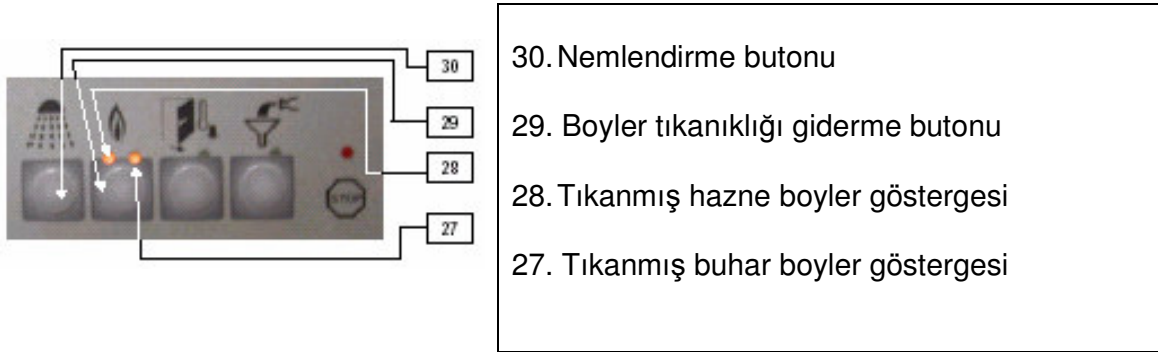 30
29
28
27
STOP
30. Nemlendirme butonu
29. Boyler tıkanıklığı giderme butonu
28. Tıkanmış hazne boyler göstergesi
27. Tıkanmış buhar boyler göstergesi